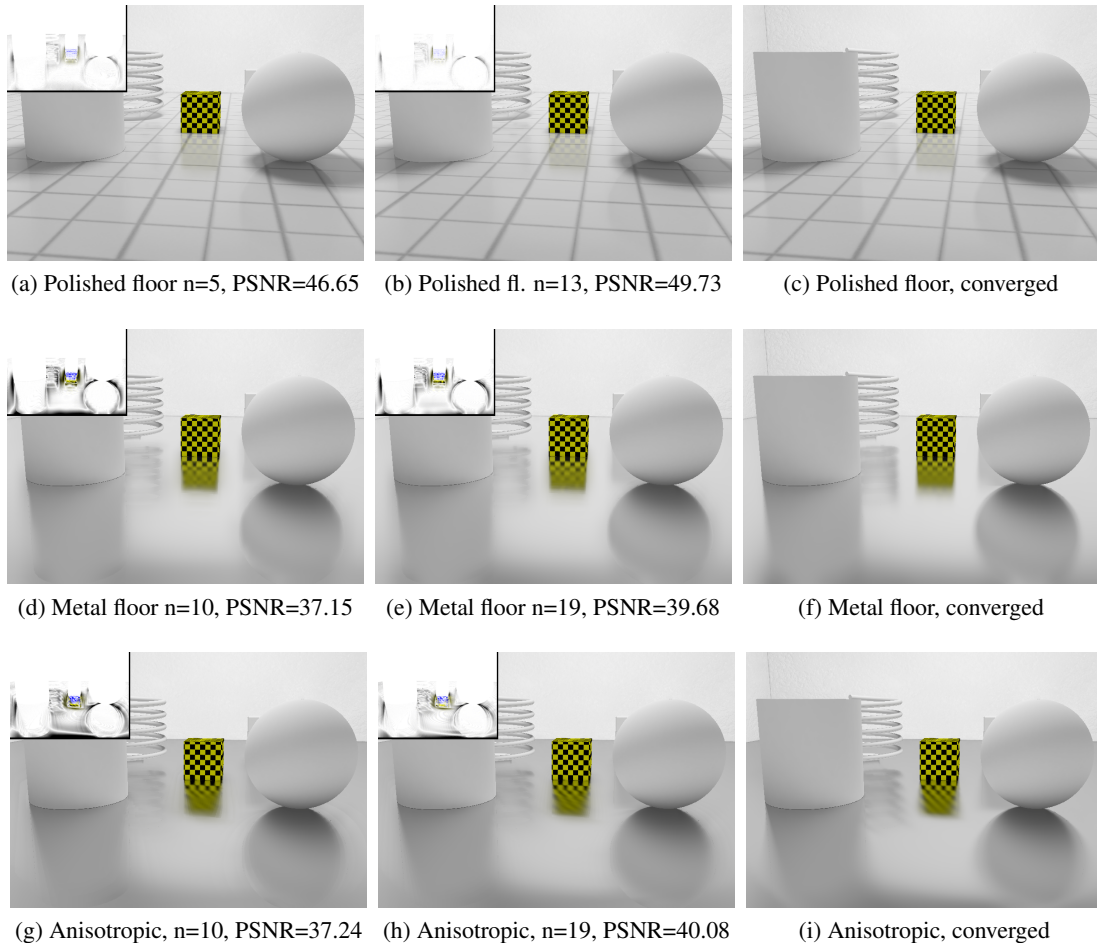 (a) Polished floor n=5, PSNR=46.65
(b) Polished fl. n=13, PSNR=49.73
(c) Polished floor, converged
(d) Metal floor n=10, PSNR=37.15
(e) Metal floor n=19, PSNR=39.68
(f) Metal floor, converged
(g) Anisotropic, n=10, PSNR=37.24
(h) Anisotropic, n=19, PSNR=40.08
(i) Anisotropic, converged